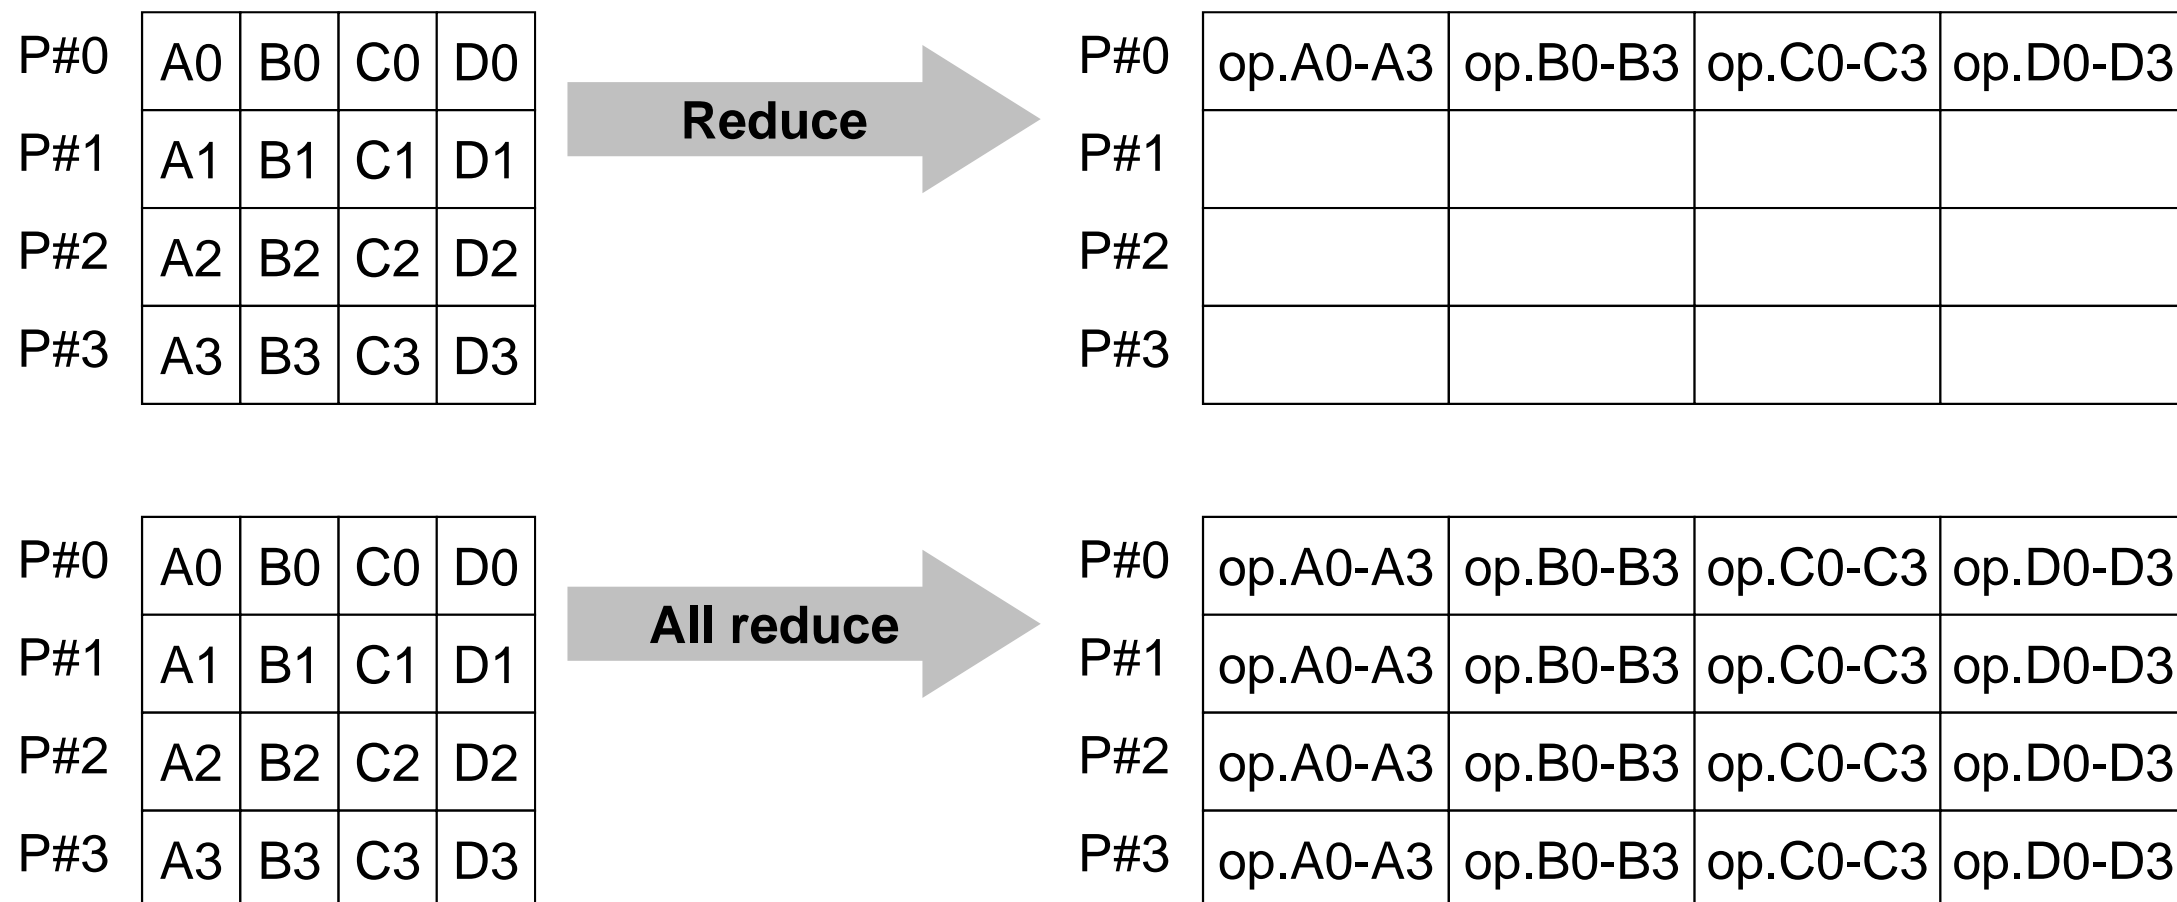 P#0 A0 B0 C0 D0 P#0 op.A0-A3 op.B0-B3 op.C0-C3 op.D0-D3
Reduce
P#1 A1 B1 C1 D1 P#1
P#2 A2 B2 C2 D2 P#2
P#3 A3 B3 C3 D3 P#3
P#0 A0 B0 C0 D0 P#0 op.A0-A3 op.B0-B3 op.C0-C3 op.D0-D3
All reduce
P#1 A1 B1 C1 D1 P#1 op.A0-A3 op.B0-B3 op.C0-C3 op.D0-D3
P#2 A2 B2 C2 D2 P#2 op.A0-A3 op.B0-B3 op.C0-C3 op.D0-D3
P#3 A3 B3 C3 D3 P#3 op.A0-A3 op.B0-B3 op.C0-C3 op.D0-D3